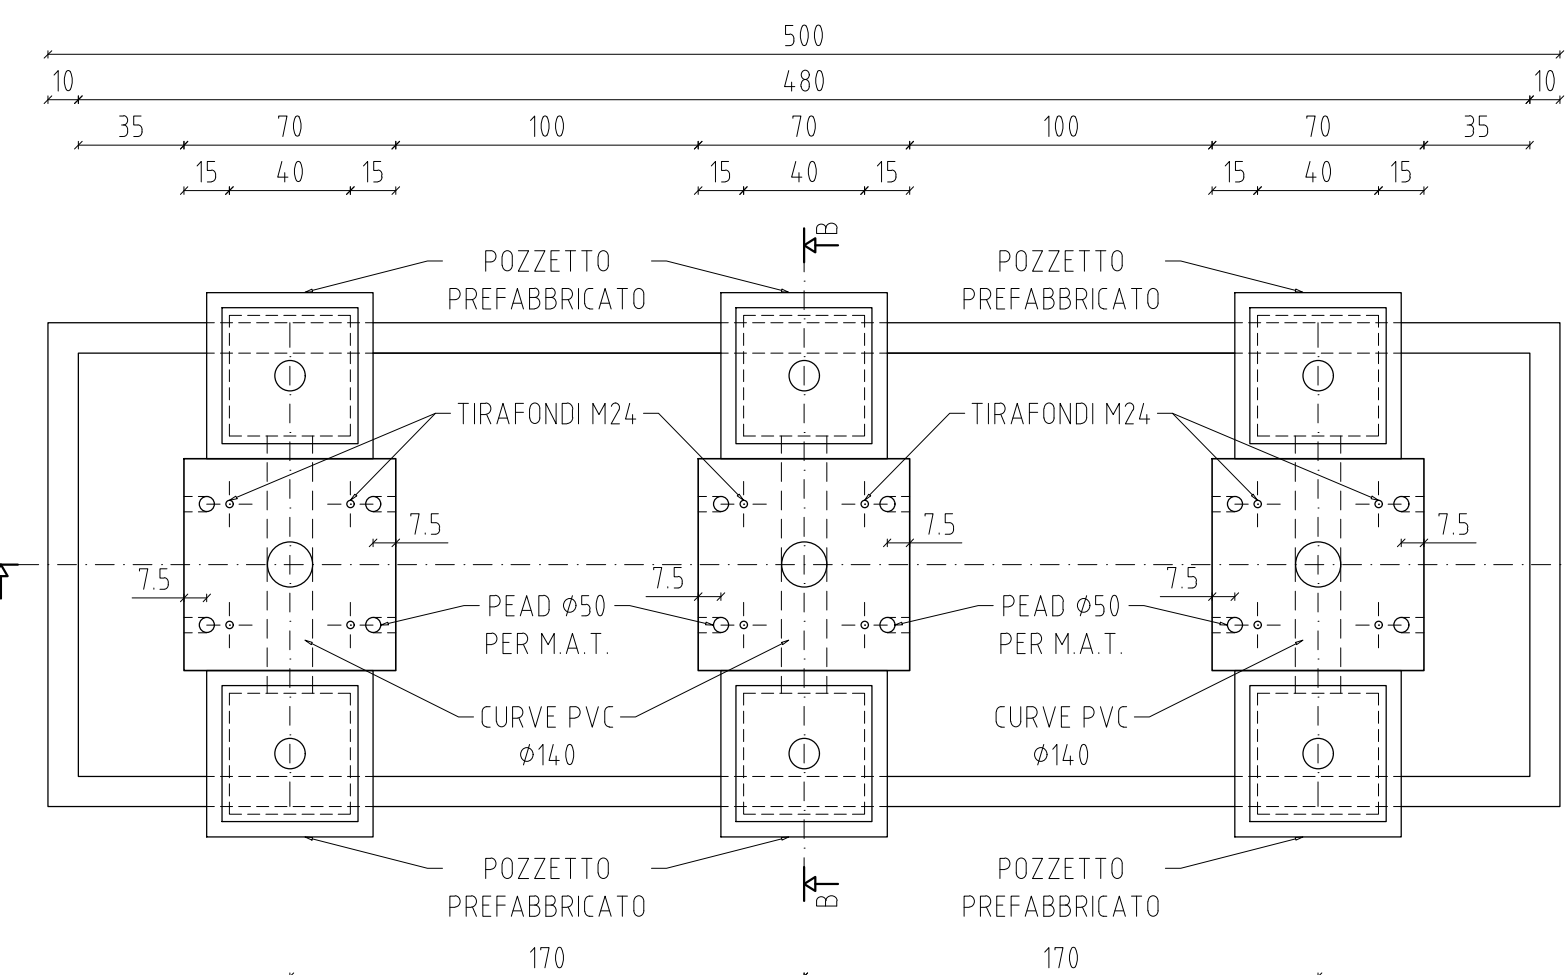 500
10 480 10
35 70 100 70 100 70 35
15 40 15 15 40 15 15 40 15
B
POZZETTO POZZETTO
PREFABBRICATO PREFABBRICATO
TIRAFONDI M24 TIRAFONDI M24
7.5 7.5 7.5
7.5 7.5 7.5
PEAD Ø50 PEAD Ø50
PER M.A.T. PER M.A.T.
CURVE PVC CURVE PVC
Ø140 Ø140
POZZETTO POZZETTO
PREFABBRICATO PREFABBRICATO
B
170 170